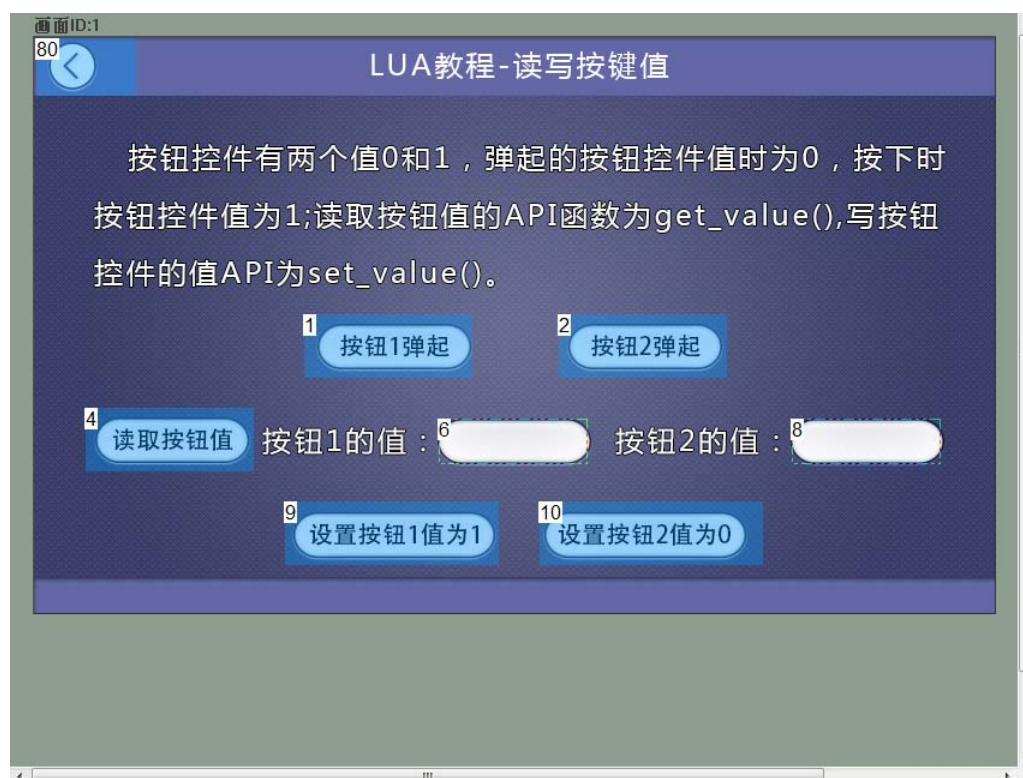 画面ID:1
80
LUA教程-读写按键值
按钮控件有两个值0和1，弹起的按钮控件值时为0，按下时
按钮控件值为1;读取按钮值的API函数为get_value(),写按钮
控件的值API为set_value()。
1 按钮1弹起 2 按钮2弹起
4 读取按钮值 按钮1的值： 6 按钮2的值： 8
9 设置按钮1值为1 10 设置按钮2值为0